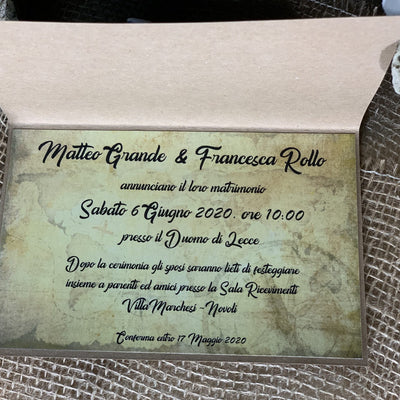 Matteo Grande & Francesca Rollo
annunciano il loro matrimonio
Sabato 6 Giugno 2020, ore 10:00
presso il Duomo di Lecce
Dopo la cerimonia gli sposi saranno lieti di festeggiare
insieme a parenti ed amici presso la Sala Ricevimenti
Villa Marchesi - Novoli
Conferma entro 17 Maggio 2020